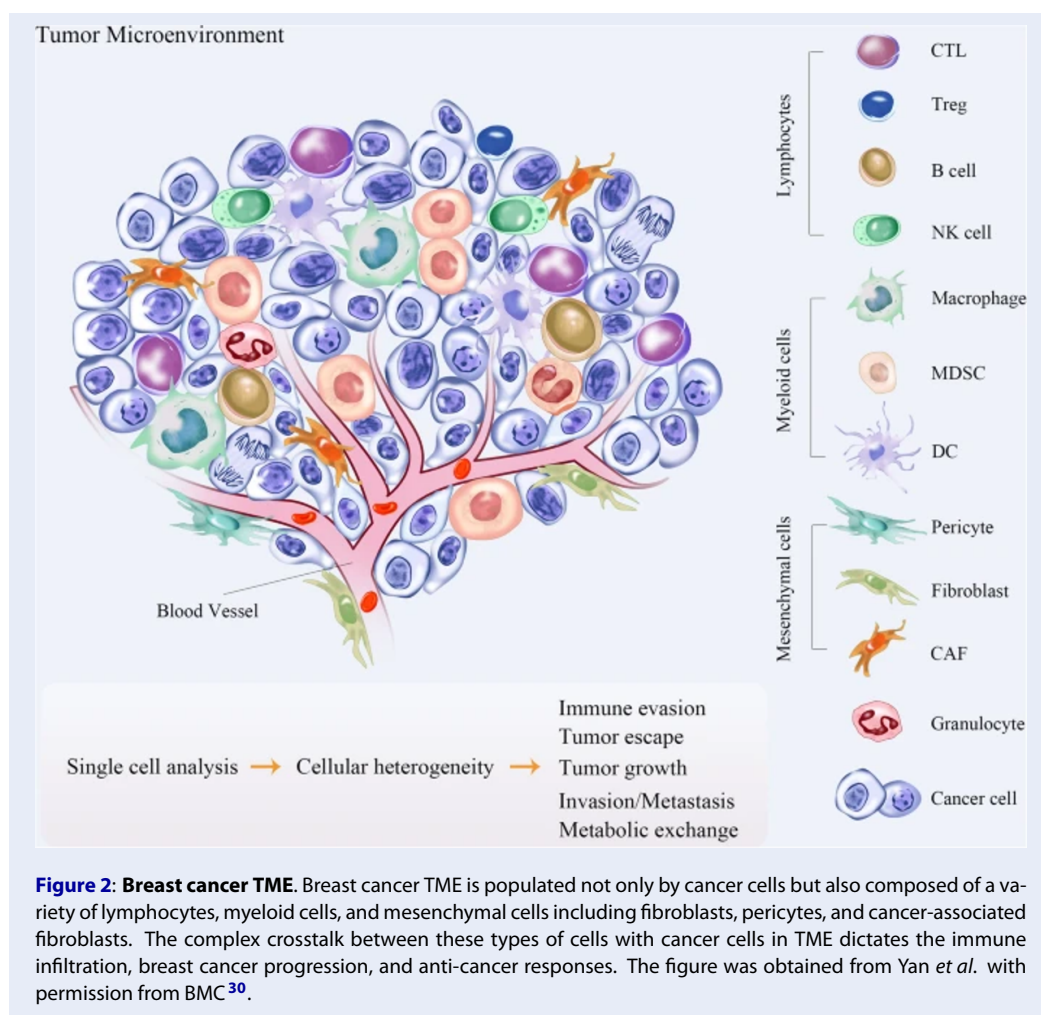 Tumor Microenvironment
Lymphocytes
CTL
Treg
B cell
NK cell
Myeloid cells
Macrophage
MDSC
DC
Mesenchymal cells
Pericyte
Fibroblast
CAF
Granulocyte
Cancer cell
Blood Vessel
Single cell analysis → Cellular heterogeneity →
Immune evasion
Tumor escape
Tumor growth
Invasion/Metastasis
Metabolic exchange
Figure 2: Breast cancer TME. Breast cancer TME is populated not only by cancer cells but also composed of a va-
riety of lymphocytes, myeloid cells, and mesenchymal cells including fibroblasts, pericytes, and cancer-associated
fibroblasts. The complex crosstalk between these types of cells with cancer cells in TME dictates the immune
infiltration, breast cancer progression, and anti-cancer responses. The figure was obtained from Yan et al. with
permission from BMC30.